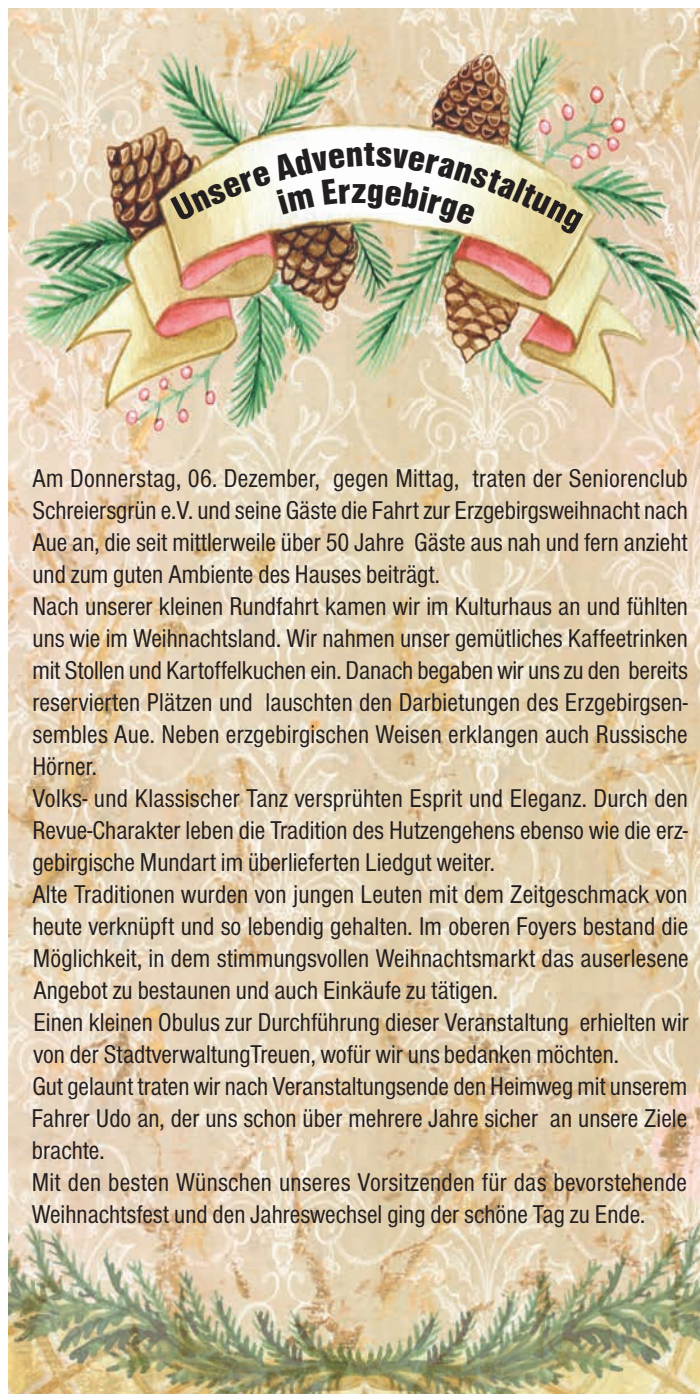 Unsere Adventsveranstaltung
im Erzgebirge
Am Donnerstag, 06. Dezember, gegen Mittag, traten der Seniorenclub
Schreiersgrün e.V. und seine Gäste die Fahrt zur Erzgebirgsweihnacht nach
Aue an, die seit mittlerweile über 50 Jahre Gäste aus nah und fern anzieht
und zum guten Ambiente des Hauses beiträgt.
Nach unserer kleinen Rundfahrt kamen wir im Kulturhaus an und fühlten
uns wie im Weihnachtsland. Wir nahmen unser gemütliches Kaffeetrinken
mit Stollen und Kartoffelkuchen ein. Danach begaben wir uns zu den bereits
reservierten Plätzen und lauschten den Darbietungen des Erzgebirgsen-
sembles Aue. Neben erzgebirgischen Weisen erklangen auch Russische
Hörner.
Volks- und Klassischer Tanz versprühten Esprit und Eleganz. Durch den
Revue-Charakter leben die Tradition des Hutzengehens ebenso wie die erz-
gebirgische Mundart im überlieferten Liedgut weiter.
Alte Traditionen wurden von jungen Leuten mit dem Zeitgeschmack von
heute verknüpft und so lebendig gehalten. Im oberen Foyers bestand die
Möglichkeit, in dem stimmungsvollen Weihnachtsmarkt das auserlesene
Angebot zu bestaunen und auch Einkäufe zu tätigen.
Einen kleinen Obulus zur Durchführung dieser Veranstaltung erhielten wir
von der StadtverwaltungTreuen, wofür wir uns bedanken möchten.
Gut gelaunt traten wir nach Veranstaltungsende den Heimweg mit unserem
Fahrer Udo an, der uns schon über mehrere Jahre sicher an unsere Ziele
brachte.
Mit den besten Wünschen unseres Vorsitzenden für das bevorstehende
Weihnachtsfest und den Jahreswechsel ging der schöne Tag zu Ende.